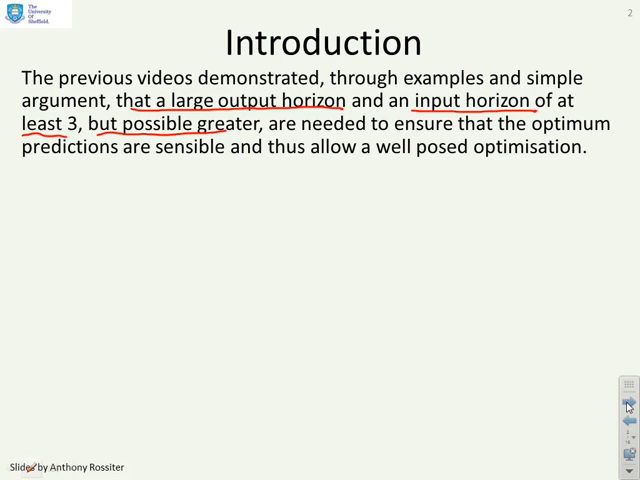 The
University
Of
Sheffield.
2
Introduction
The previous videos demonstrated, through examples and simple
argument, that a large output horizon and an input horizon of at
least 3, but possible greater, are needed to ensure that the optimum
predictions are sensible and thus allow a well posed optimisation.
Slides by Anthony Rossiter